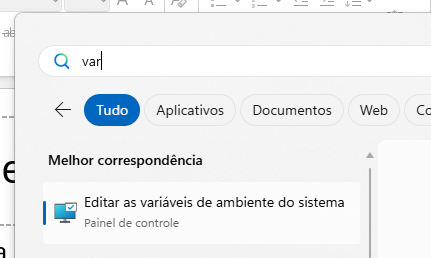 var
Tudo
Aplicativos
Documentos
Web
Melhor correspondência
Editar as variáveis de ambiente do sistema
Painel de controle